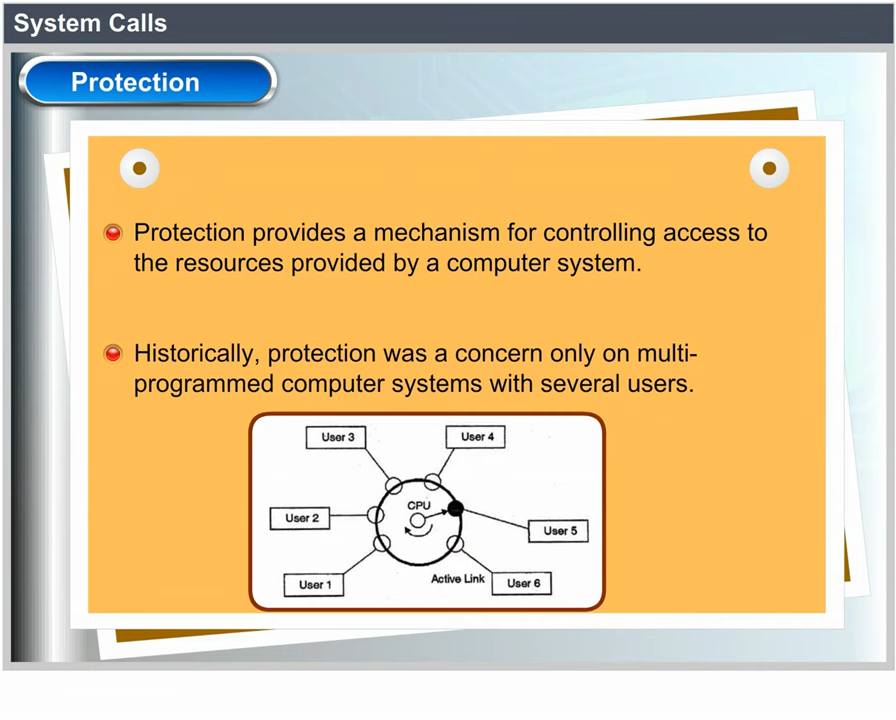 System Calls
Protection
Protection provides a mechanism for controlling access to
the resources provided by a computer system.
Historically, protection was a concern only on multi-
programmed computer systems with several users.
User 3
User 4
CPU
User 2
User 5
User 1
Active Link
User 6